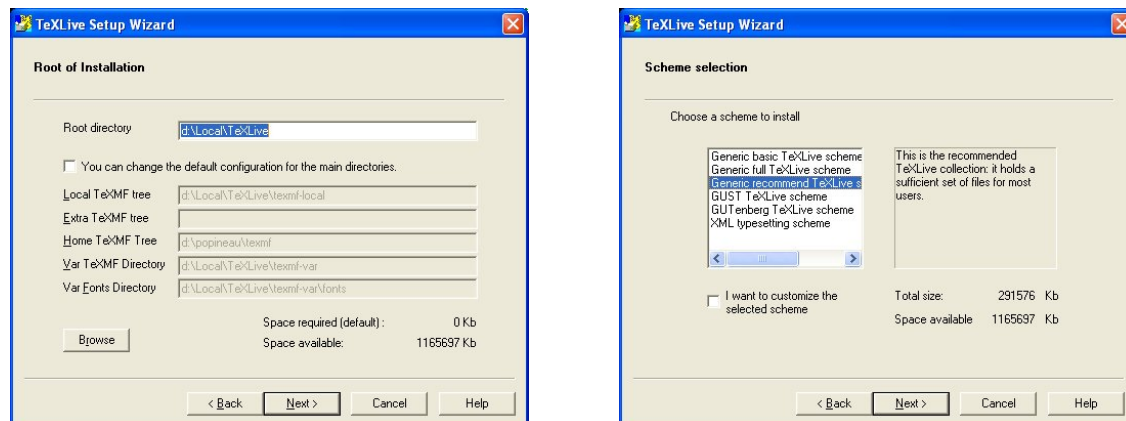 TeXLive Setup Wizard
Root of Installation
Root directory d:\Local\TeXLive
You can change the default configuration for the main directories.
Local TeXMF tree d:\Local\TeXLive\texmf-local
Extra TeXMF tree
Home TeXMF Tree d:\popineau\texmf
Var TeXMF Directory d:\Local\TeXLive\texmf-var
Var Fonts Directory d:\Local\TeXLive\texmf-var\fonts
Space required (default) : 0 Kb
Browse
Space available: 1165697 Kb
< Back Next > Cancel Help
TeXLive Setup Wizard
Scheme selection
Choose a scheme to install
Generic basic TeXLive scheme
Generic full TeXLive scheme
Generic recommend TeXLive s
GUST TeXLive scheme
GUTenberg TeXLive scheme
XML typesetting scheme
This is the recommended
TeXLive collection: it holds a
sufficient set of files for most
users.
I want to customize the
selected scheme
Total size: 291576 Kb
Space available 1165697 Kb
< Back Next > Cancel Help